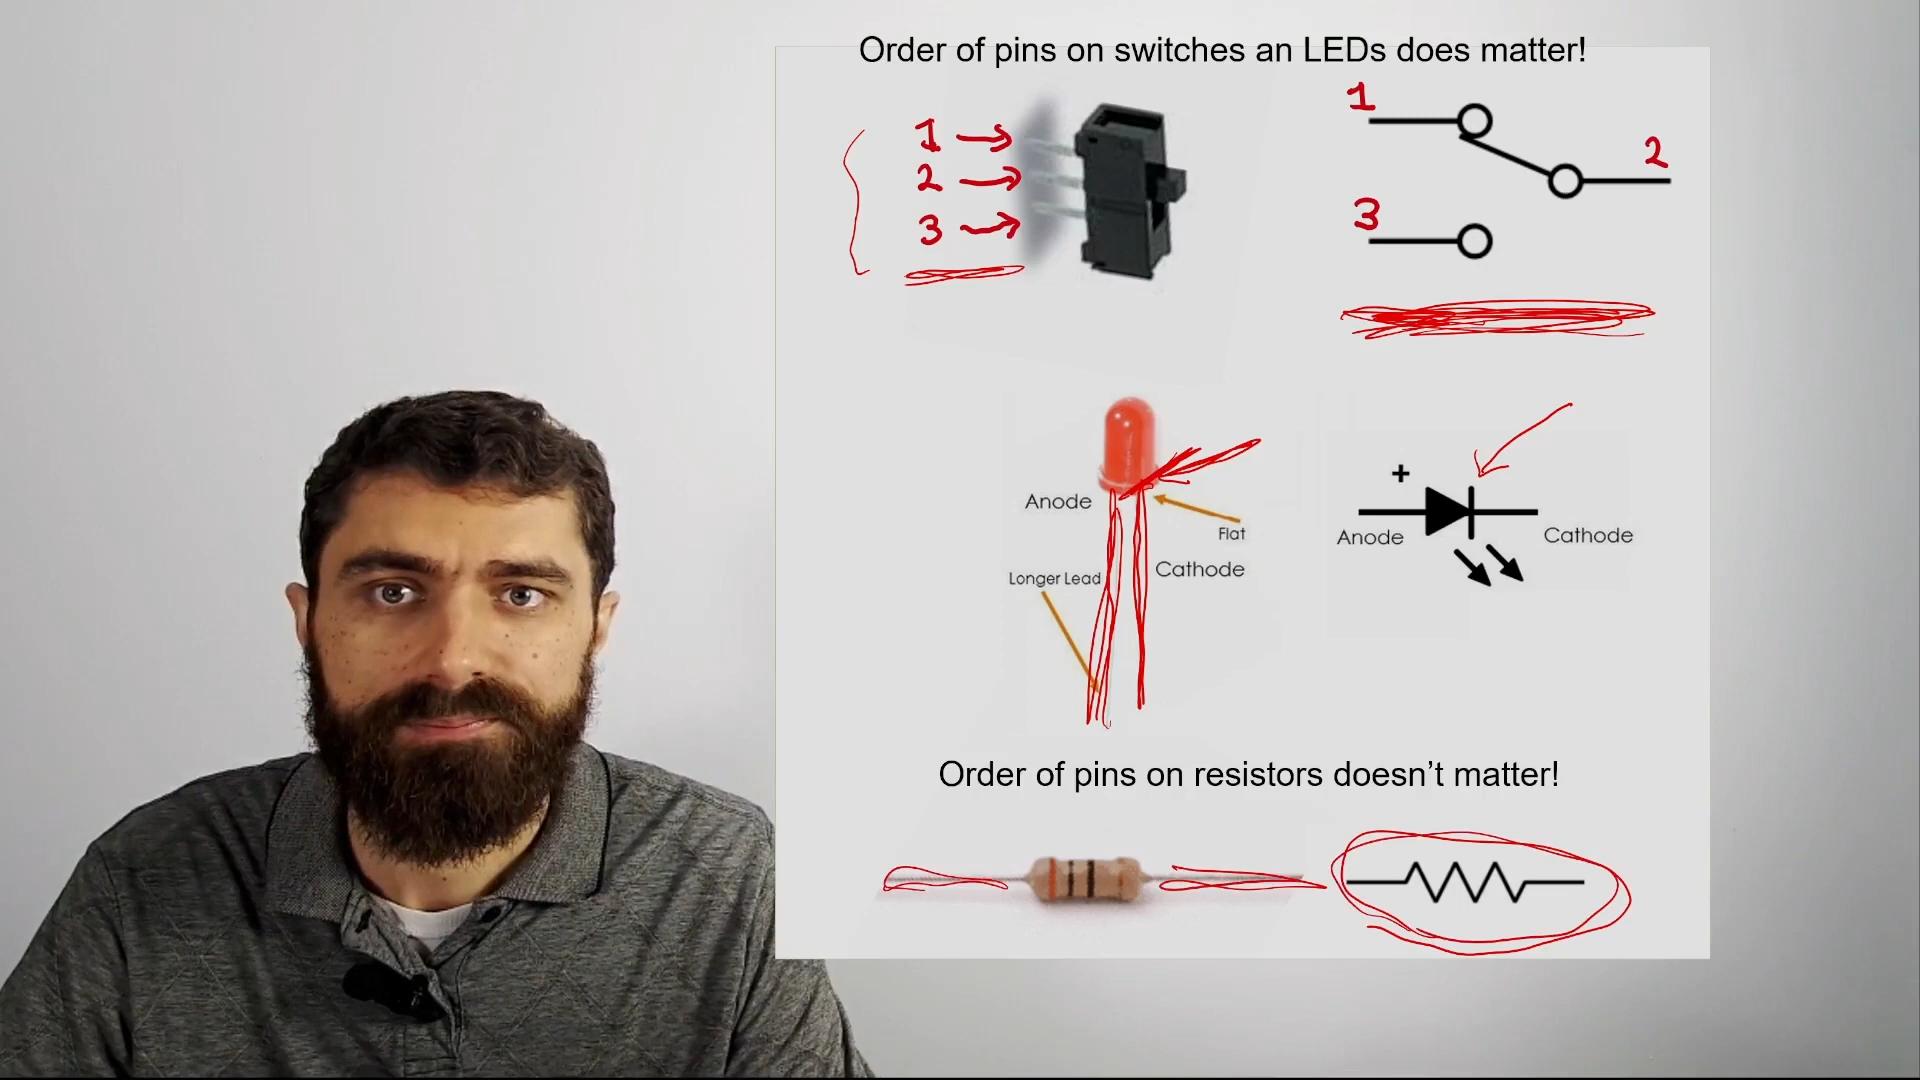 Order of pins on switches an LEDs does matter!
1
2
3
1
2
3
Anode
Flat
Longer Lead
Cathode
+
Anode
Cathode
Order of pins on resistors doesn't matter!